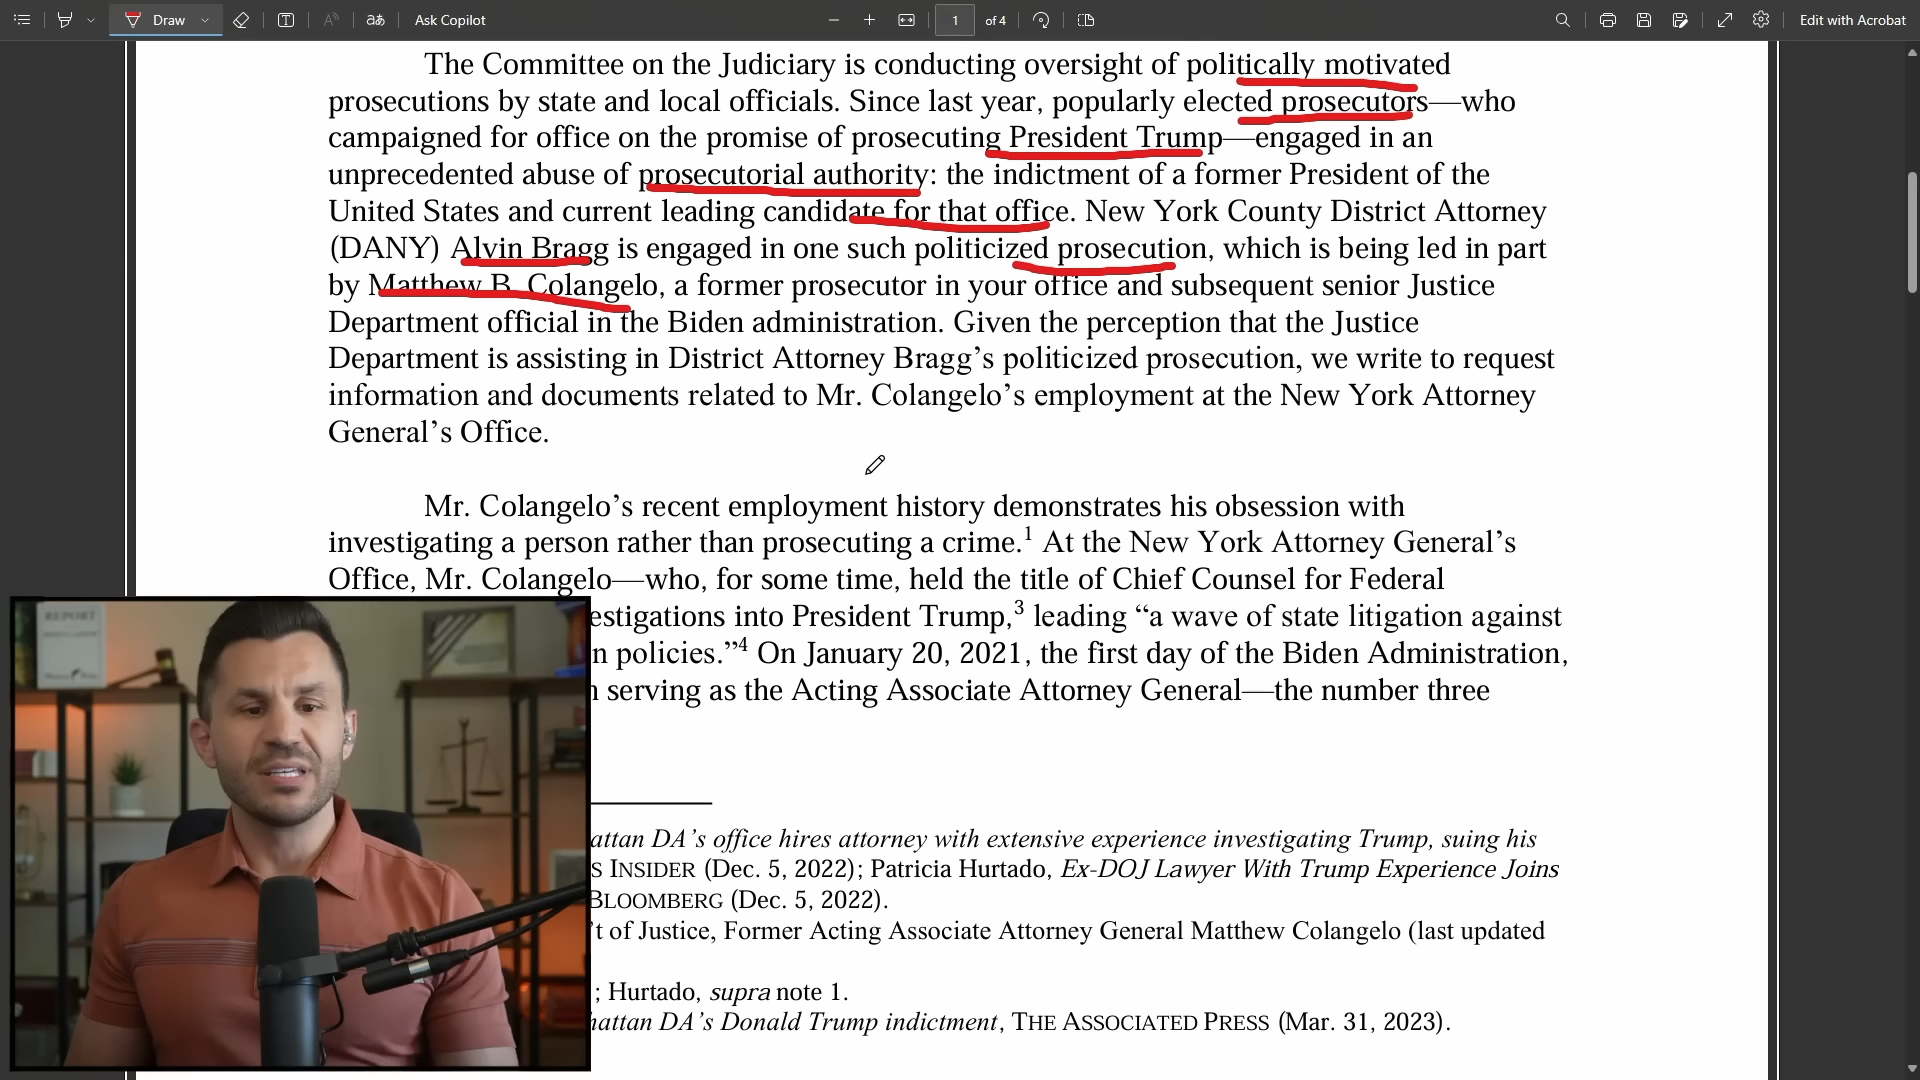 Draw
Ask Copilot
1 of 4
Edit with Acrobat
The Committee on the Judiciary is conducting oversight of politically motivated
prosecutions by state and local officials. Since last year, popularly elected prosecutors—who
campaigned for office on the promise of prosecuting President Trump—engaged in an
unprecedented abuse of prosecutorial authority: the indictment of a former President of the
United States and current leading candidate for that office. New York County District Attorney
(DANY) Alvin Bragg is engaged in one such politicized prosecution, which is being led in part
by Matthew B. Colangelo, a former prosecutor in your office and subsequent senior Justice
Department official in the Biden administration. Given the perception that the Justice
Department is assisting in District Attorney Bragg’s politicized prosecution, we write to request
information and documents related to Mr. Colangelo’s employment at the New York Attorney
General’s Office.
Mr. Colangelo’s recent employment history demonstrates his obsession with
investigating a person rather than prosecuting a crime.1 At the New York Attorney General’s
Office, Mr. Colangelo—who, for some time, held the title of Chief Counsel for Federal
estigations into President Trump,3 leading “a wave of state litigation against
n policies.”4 On January 20, 2021, the first day of the Biden Administration,
serving as the Acting Associate Attorney General—the number three
attan DA’s office hires attorney with extensive experience investigating Trump, suing his
S INSIDER (Dec. 5, 2022); Patricia Hurtado, Ex-DOJ Lawyer With Trump Experience Joins
BLOOMBERG (Dec. 5, 2022).
’t of Justice, Former Acting Associate Attorney General Matthew Colangelo (last updated
; Hurtado, supra note 1.
hattan DA’s Donald Trump indictment, THE ASSOCIATED PRESS (Mar. 31, 2023).
REPORT